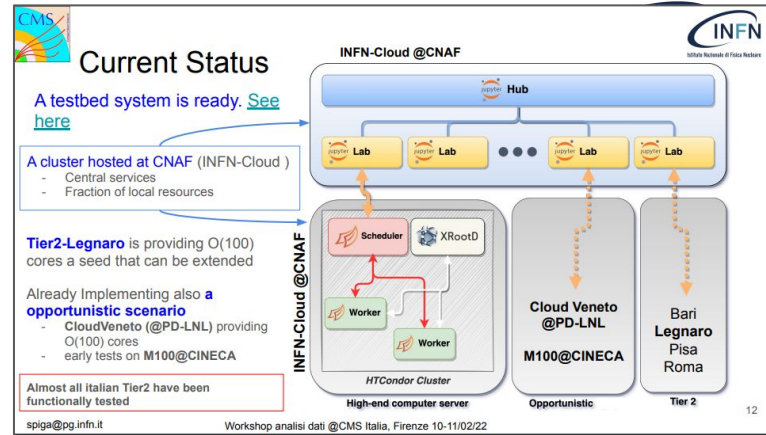 CMS
INFN
Istituto Nazionale di Fisica Nucleare
Current Status
A testbed system is ready. See
here
A cluster hosted at CNAF (INFN-Cloud )
- Central services
- Fraction of local resources
Tier2-Legnaro is providing O(100)
cores a seed that can be extended
Already Implementing also a
opportunistic scenario
- CloudVeneto (@PD-LNL) providing
O(100) cores
- early tests on M100@CINECA
Almost all italian Tier2 have been
functionally tested
INFN-Cloud @CNAF
jupyter Hub
jupyter Lab
jupyter Lab
jupyter Lab
jupyter Lab
INFN-Cloud @CNAF
Scheduler
XRootD
Worker
Worker
HTCondor Cluster
High-end computer server
Cloud Veneto
@PD-LNL
M100@CINECA
Opportunistic
Bari
Legnaro
Pisa
Roma
Tier 2
12
spiga@pg.infn.it
Workshop analisi dati @CMS Italia, Firenze 10-11/02/22